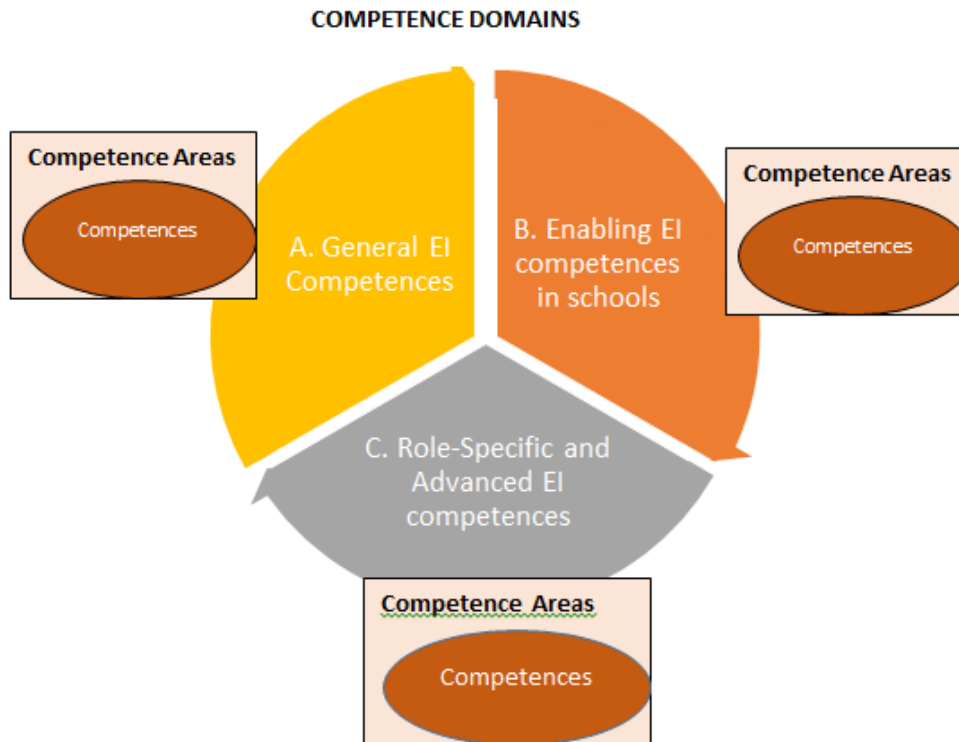 COMPETENCE DOMAINS
Competence Areas
Competences
A. General EI
Competences
B. Enabling EI
competences
in schools
Competence Areas
Competences
C. Role-Specific and
Advanced EI
competences
Competence Areas
Competences